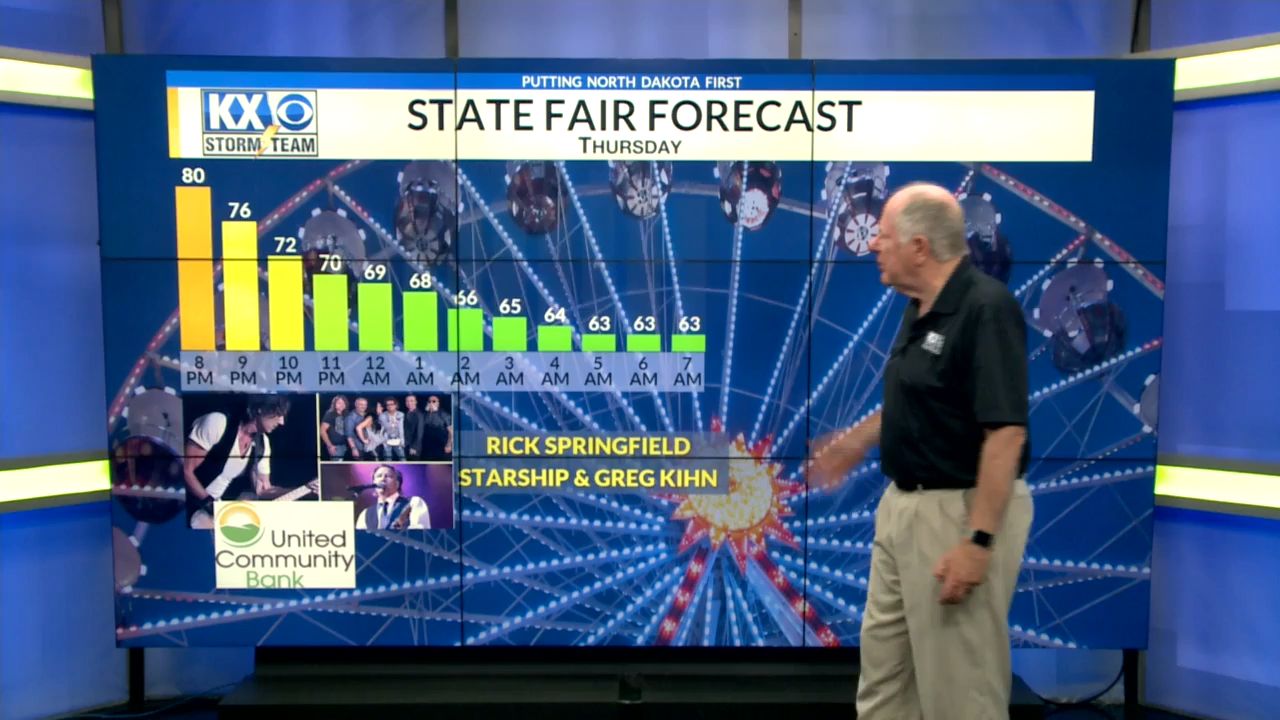 PUTTING NORTH DAKOTA FIRST
KX
STORM TEAM
STATE FAIR FORECAST
THURSDAY
80 76 72 70 69 68 66 65 64 63 63 63
8 PM 9 PM 10 PM 11 PM 12 AM 1 AM 2 AM 3 AM 4 AM 5 AM 6 AM 7 AM
RICK SPRINGFIELD
STARSHIP & GREG KIHN
United
Community
Bank
KX